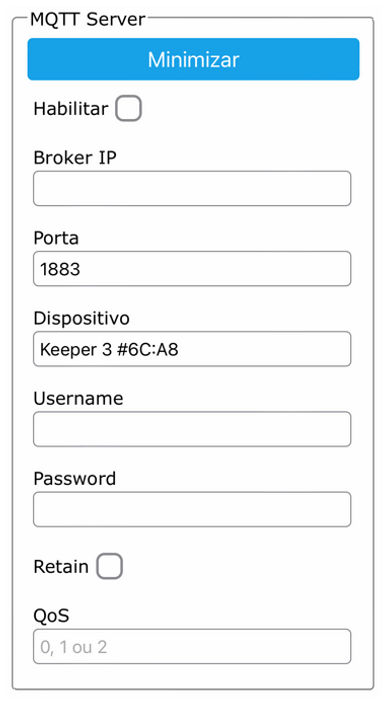 MQTT Server
Minimizar
Habilitar
Broker IP
Porta
1883
Dispositivo
Keeper 3 #6C:A8
Username
Password
Retain
QoS
0, 1 ou 2